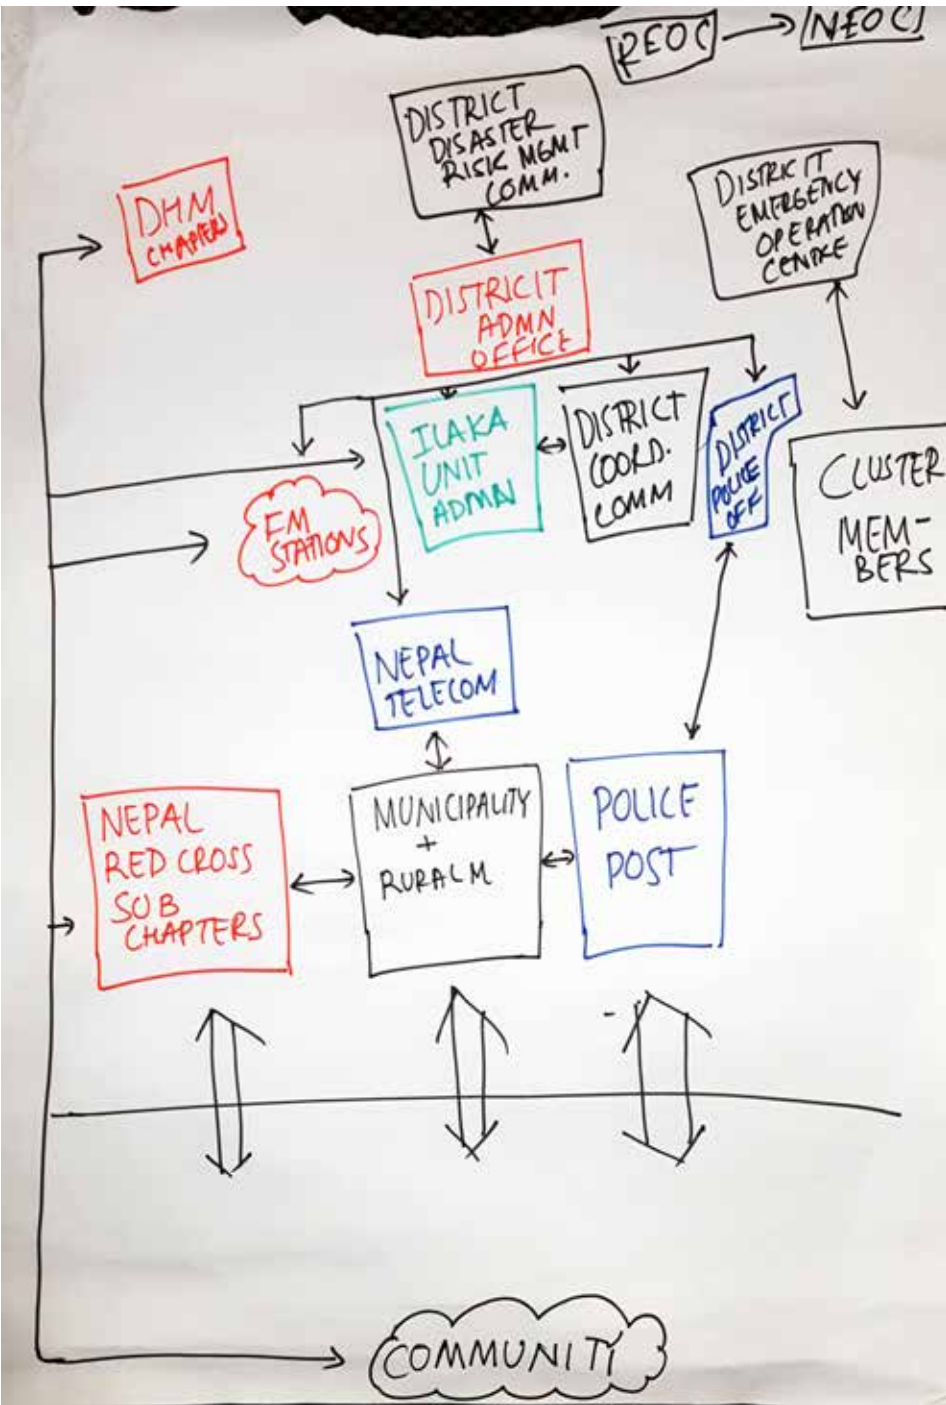 REOC
NEOC
DISTRICT
DISASTER
RISK MGMT
COMM.
DISTRICIT
EMERGENCY
OPERATION
CENTRE
DHM
CHAPTERS
DISTRICIT
ADMN
OFFICE
ILAKA
UNIT
ADMN
DISTRICT
COORD.
COMM
DISTRICT
POLICE
OFF
CLUSTER
MEM-
BERS
FM
STATIONS
NEPAL
TELECOM
NEPAL
RED CROSS
SUB
CHAPTERS
MUNICIPALITY
+
RURAL M
POLICE
POST
COMMUNITY